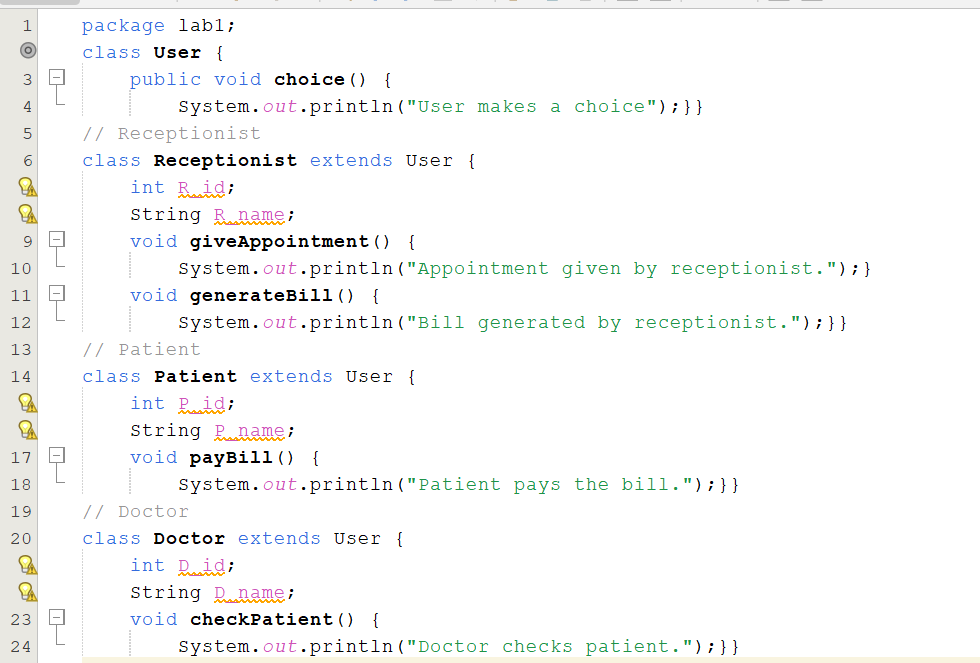 1 package lab1;
class User {
3 public void choice() {
4 System.out.println("User makes a choice");}}
5 // Receptionist
6 class Receptionist extends User {
int R_id;
String R_name;
9 void giveAppointment() {
10 System.out.println("Appointment given by receptionist.");}
11 void generateBill() {
12 System.out.println("Bill generated by receptionist.");}}
13 // Patient
14 class Patient extends User {
int P_id;
String P_name;
17 void payBill() {
18 System.out.println("Patient pays the bill.");}}
19 // Doctor
20 class Doctor extends User {
int D_id;
String D_name;
23 void checkPatient() {
24 System.out.println("Doctor checks patient.");}}